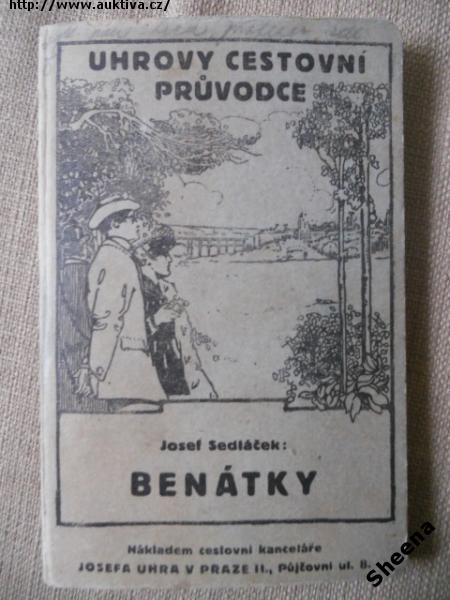 http://www.auktiva.cz/
UHROVY CESTOVNÍ
PRŮVODCE
Josef Sedláček:
BENÁTKY
Nákladem cestovní kanceláře
JOSEFA UHRA V PRAZE II., Půjčovní ul. 8.
Sheena